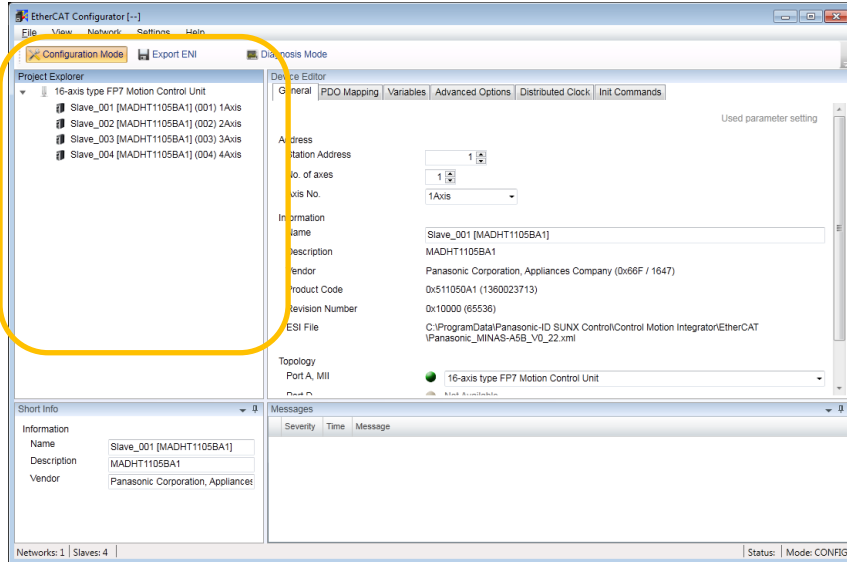 EtherCAT Configurator [--]
File View Network Settings Help
Configuration Mode Export ENI Diagnosis Mode
Project Explorer
16-axis type FP7 Motion Control Unit
Slave_001 [MADHT1105BA1] (001) 1Axis
Slave_002 [MADHT1105BA1] (002) 2Axis
Slave_003 [MADHT1105BA1] (003) 3Axis
Slave_004 [MADHT1105BA1] (004) 4Axis
Device Editor
General PDO Mapping Variables Advanced Options Distributed Clock Init Commands
Used parameter setting
Address
Station Address 1
No. of axes 1
Axis No. 1Axis
Information
Name Slave_001 [MADHT1105BA1]
Description MADHT1105BA1
Vendor Panasonic Corporation, Appliances Company (0x66F / 1647)
Product Code 0x511050A1 (1360023713)
Revision Number 0x10000 (65536)
ESI File C:\ProgramData\Panasonic-ID SUNX Control\Control Motion Integrator\EtherCAT
\Panasonic_MINAS-A5B_V0_22.xml
Topology
Port A, MII 16-axis type FP7 Motion Control Unit
Short Info
Information
Name Slave_001 [MADHT1105BA1]
Description MADHT1105BA1
Vendor Panasonic Corporation, Appliances
Messages
Severity Time Message
Networks: 1 Slaves: 4
Status: Mode: CONFIG